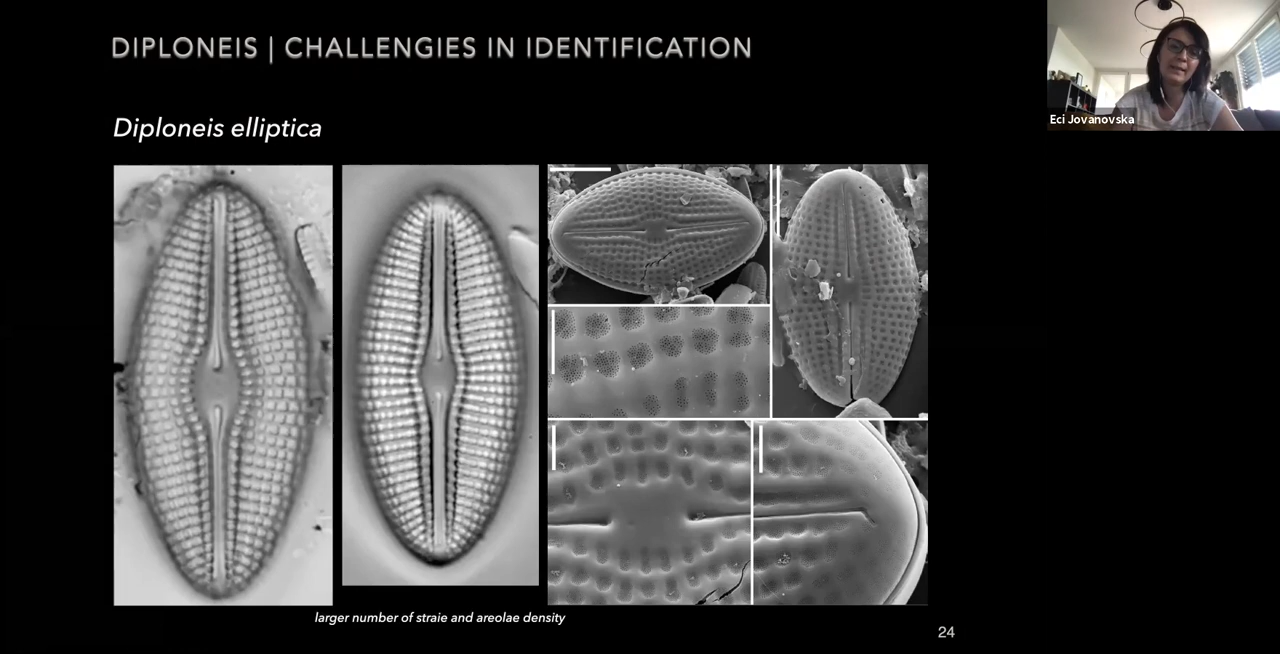 DIPLONEIS | CHALLENGIES IN IDENTIFICATION
Eci Jovanovska
Diploneis elliptica
larger number of straie and areolae density
24